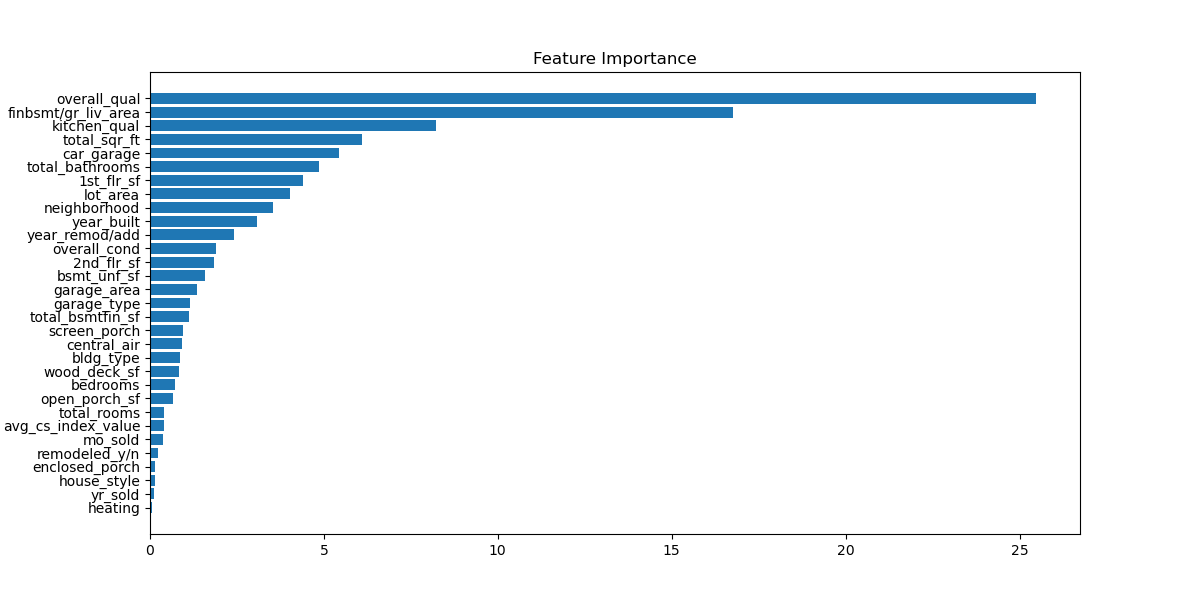 Feature Importance
overall_qual
finbsmt/gr_liv_area
kitchen_qual
total_sqr_ft
car_garage
total_bathrooms
1st_flr_sf
lot_area
neighborhood
year_built
year_remod/add
overall_cond
2nd_flr_sf
bsmt_unf_sf
garage_area
garage_type
total_bsmtfin_sf
screen_porch
central_air
bldg_type
wood_deck_sf
bedrooms
open_porch_sf
total_rooms
avg_cs_index_value
mo_sold
remodeled_y/n
enclosed_porch
house_style
yr_sold
heating
0 5 10 15 20 25